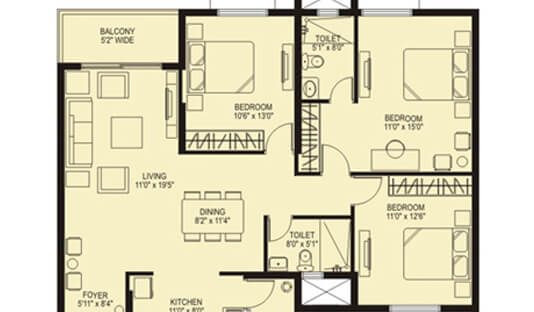 BALCONY
5'2" WIDE
TOILET
5'1" x 8'0"
BEDROOM
10'6" x 13'0"
BEDROOM
11'0" x 15'0"
LIVING
11'0" x 19'5"
DINING
8'2" x 11'4"
BEDROOM
11'0" x 12'6"
TOILET
8'0" x 5'1"
FOYER
5'11" x 8'4"
KITCHEN
11'0" x 8'0"